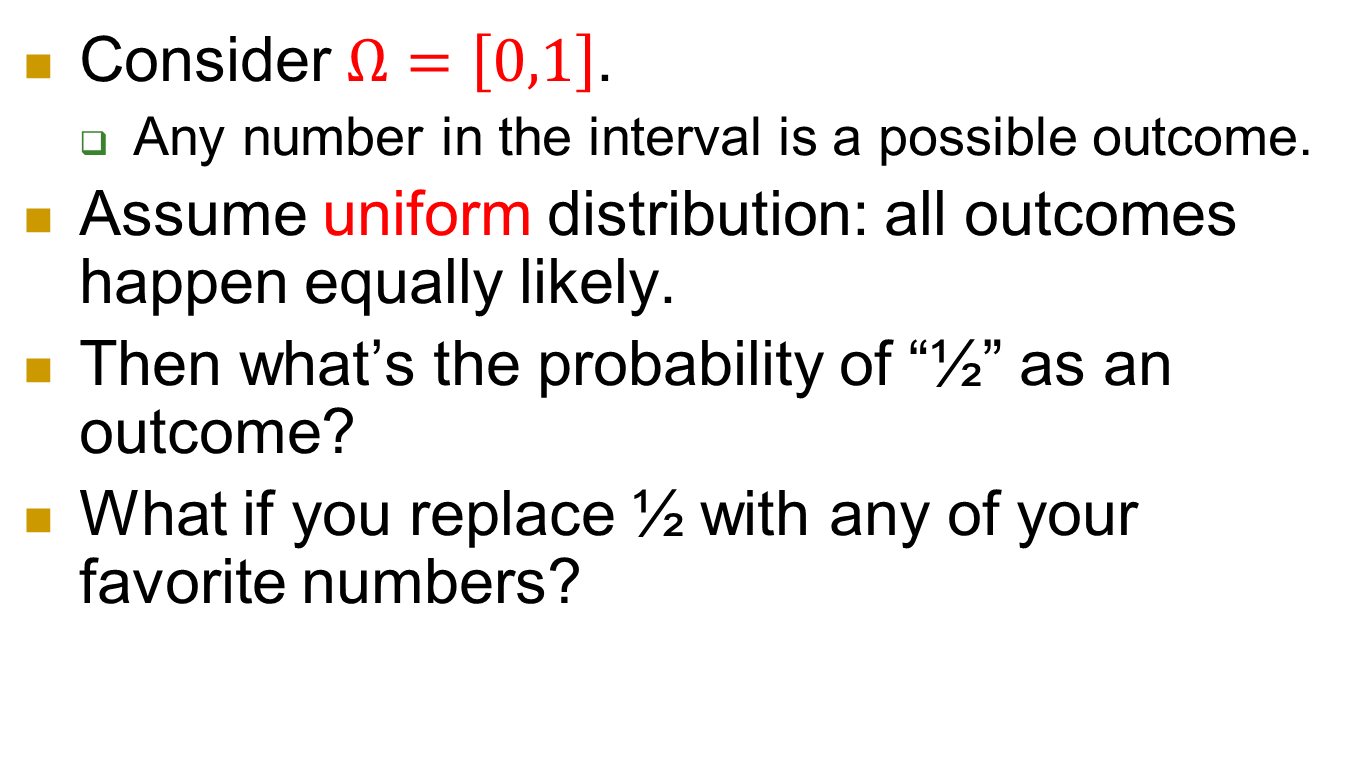 Consider Ω = [0,1].
Any number in the interval is a possible outcome.
Assume uniform distribution: all outcomes
happen equally likely.
Then what’s the probability of “½” as an
outcome?
What if you replace ½ with any of your
favorite numbers?